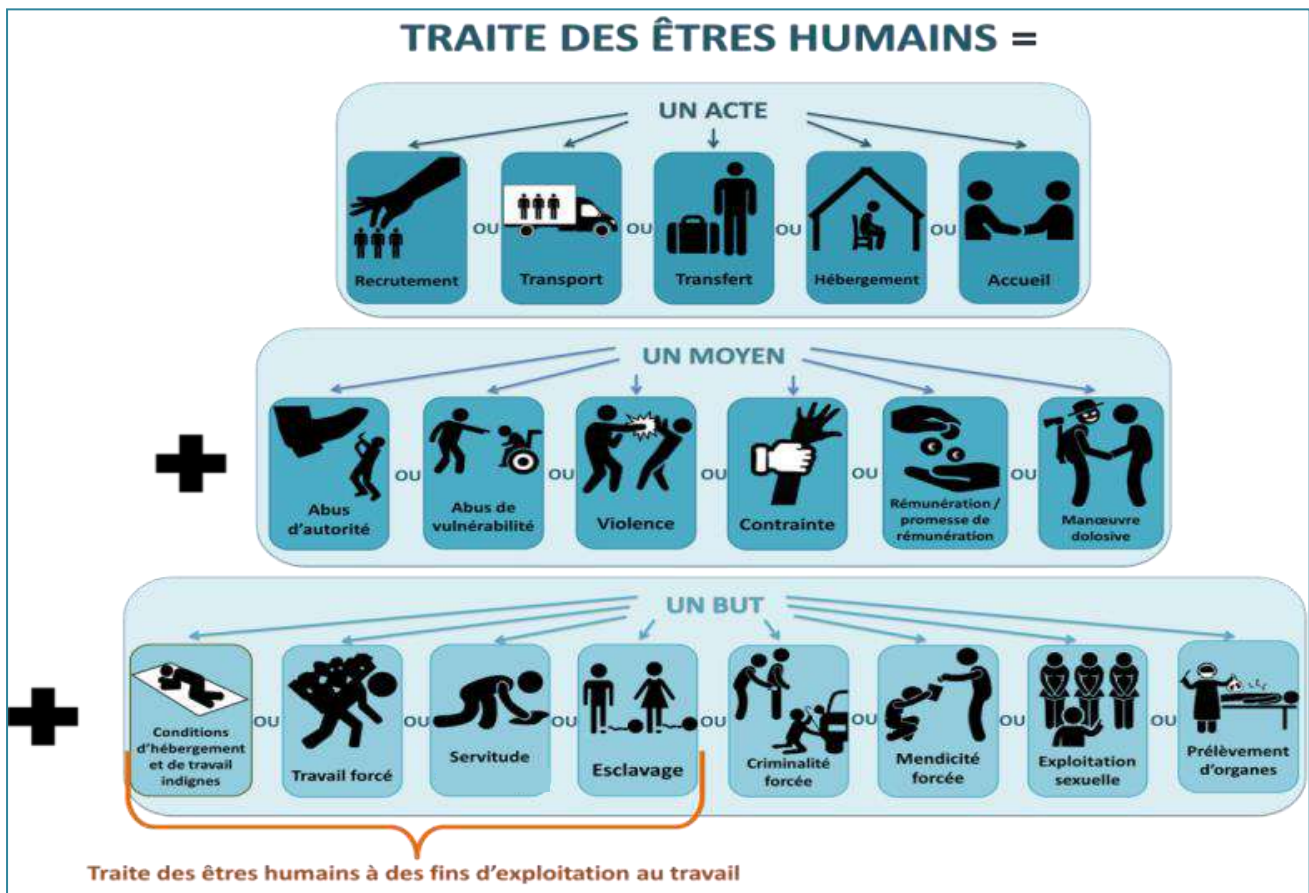 TRAITE DES ÊTRES HUMAINS =
UN ACTE
Recrutement
OU
Transport
OU
Transfert
OU
Hébergement
OU
Accueil
UN MOYEN
Abus
d'autorité
OU
Abus de
vulnérabilité
OU
Violence
OU
Contrainte
OU
Rémunération /
promesse de
rémunération
OU
Manœuvre
dolosive
UN BUT
Conditions
d'hébergement
et de travail
indignes
OU
Travail forcé
OU
Servitude
OU
Esclavage
OU
Criminalité
forcée
OU
Mendicité
forcée
OU
Exploitation
sexuelle
OU
Prélèvement
d'organes
Traite des êtres humains à des fins d'exploitation au travail